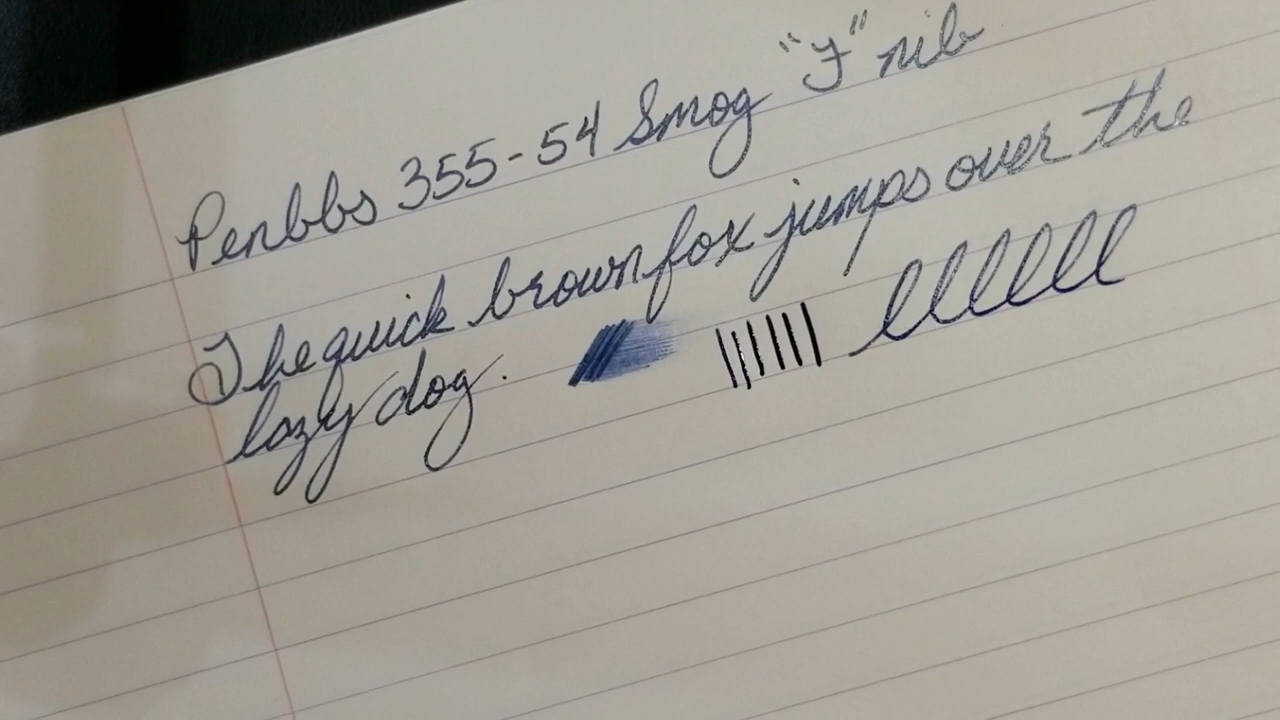 Penbbs 355-54 Smog "F" nib
The quick brown fox jumps over the
lazy dog.